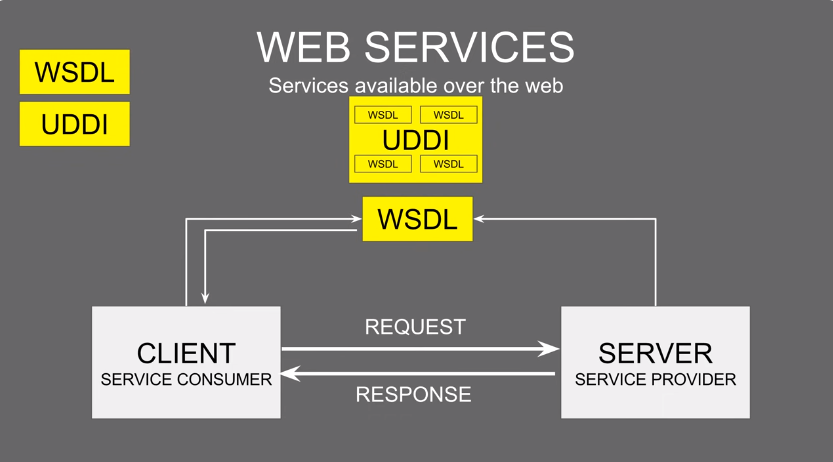 WEB SERVICES
Services available over the web
WSDL
UDDI
WSDL WSDL
UDDI
WSDL WSDL
WSDL
REQUEST
CLIENT
SERVICE CONSUMER
SERVER
SERVICE PROVIDER
RESPONSE